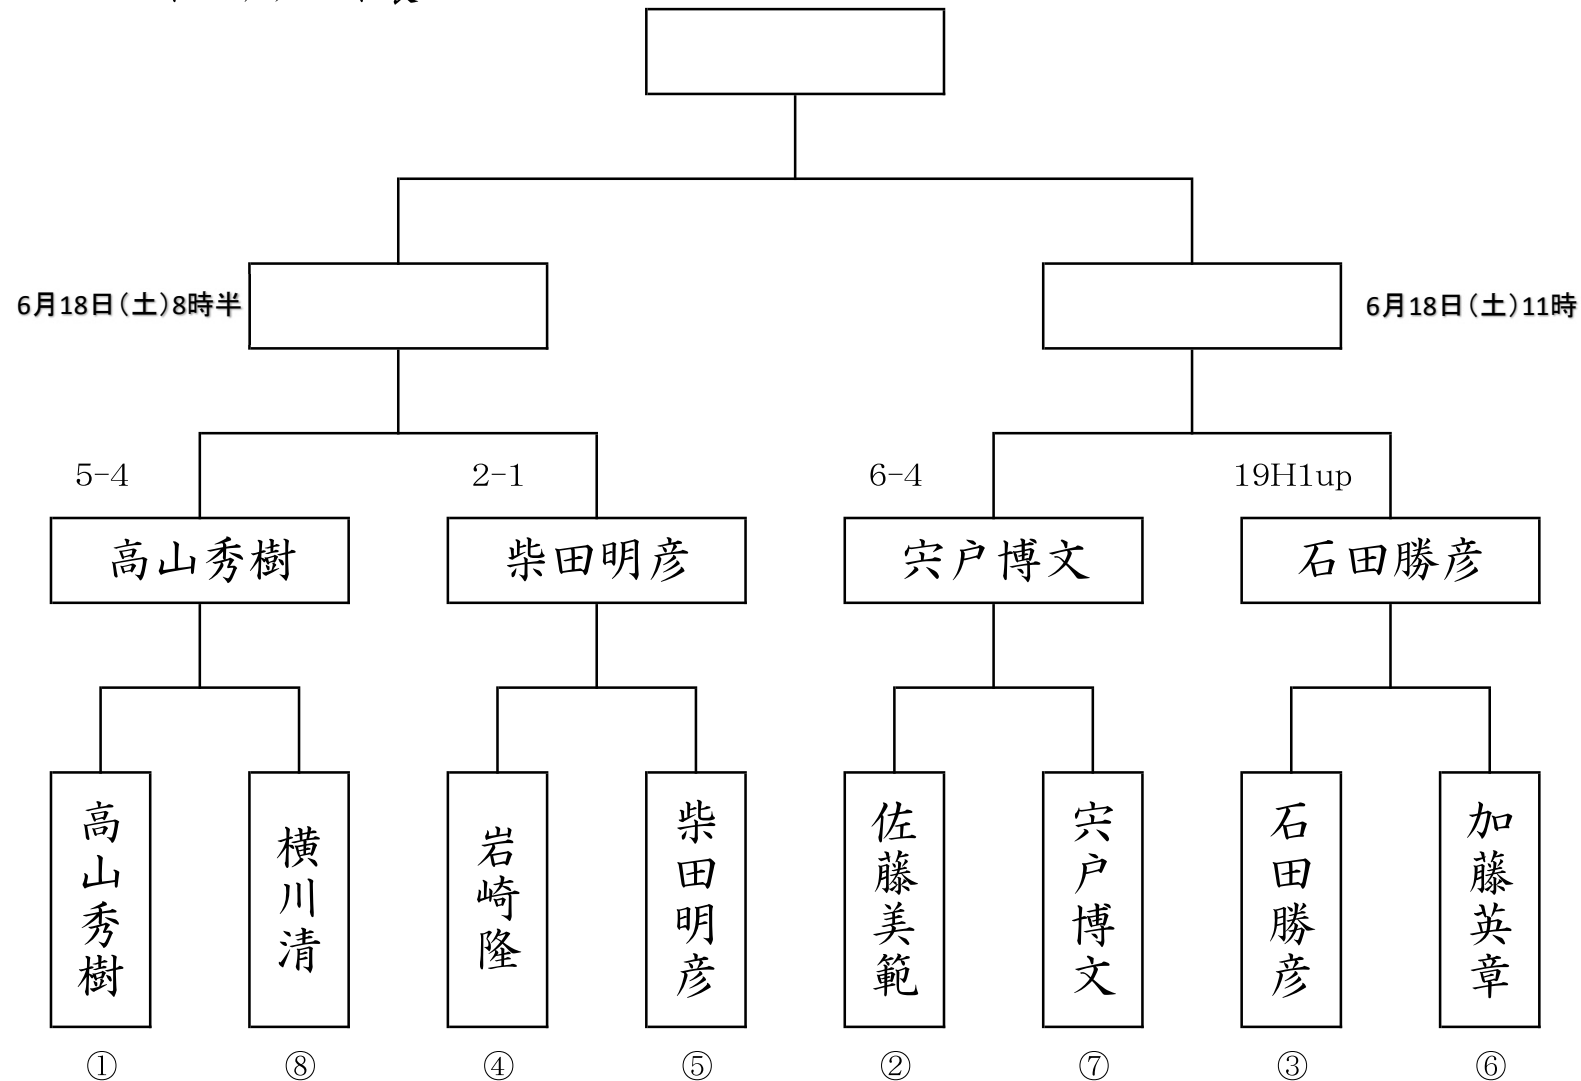 6月18日（土）8時半
6月18日（土）11時
5-4
2-1
6-4
19H1up
高山秀樹
柴田明彦
宍戸博文
石田勝彦
高山秀樹
横川清
岩崎隆
柴田明彦
佐藤美範
宍戸博文
石田勝彦
加藤英章
①
⑧
④
⑤
②
⑦
③
⑥